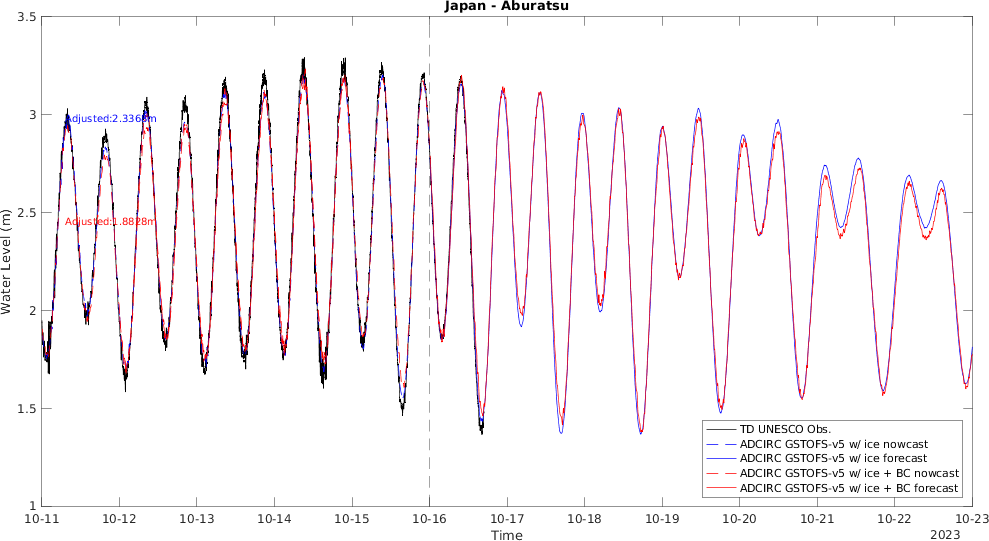 Japan - Aburatsu
3.5
3
2.5
2
1.5
1
Water Level (m)
Adjusted:2.3368m
Adjusted:1.8828m
TD UNESCO Obs.
ADCIRC GSTOFS-v5 w/ ice nowcast
ADCIRC GSTOFS-v5 w/ ice forecast
ADCIRC GSTOFS-v5 w/ ice + BC nowcast
ADCIRC GSTOFS-v5 w/ ice + BC forecast
10-11 10-12 10-13 10-14 10-15 10-16 10-17 10-18 10-19 10-20 10-21 10-22 10-23
Time
2023